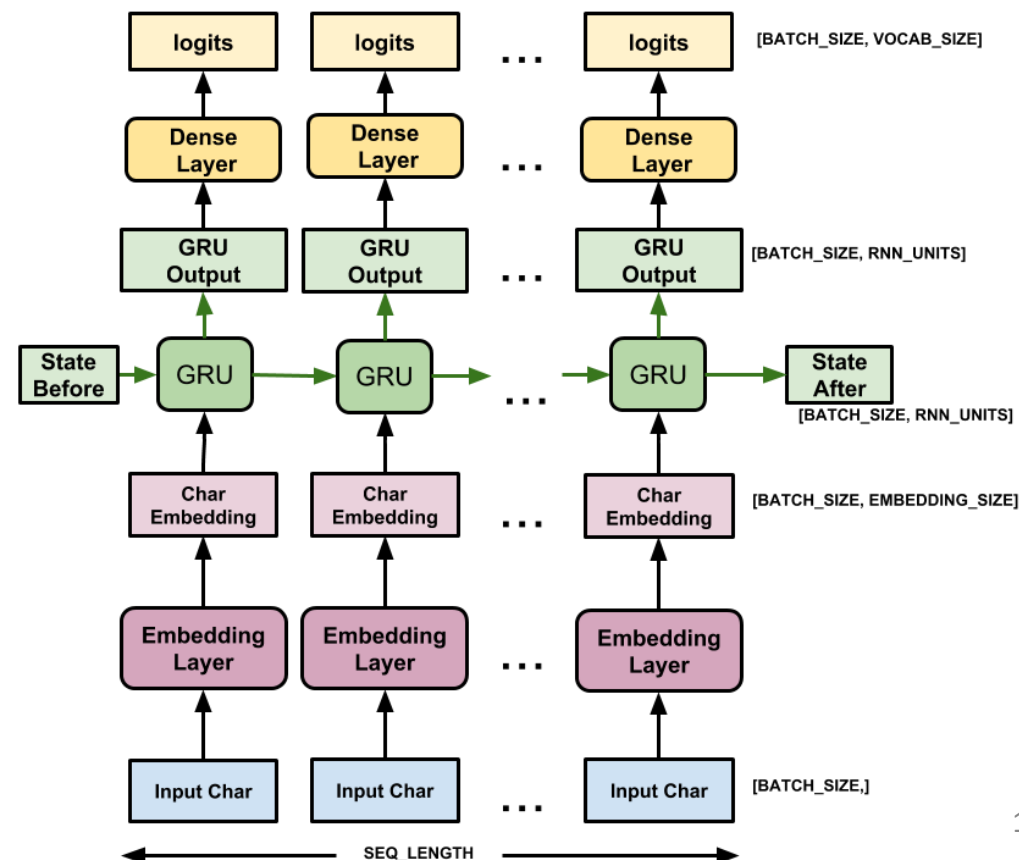 logits logits ... logits [BATCH_SIZE, VOCAB_SIZE]
Dense Dense Dense
Layer Layer ... Layer
GRU GRU GRU [BATCH_SIZE, RNN_UNITS]
Output Output ... Output
State GRU GRU GRU State
Before ... After
[BATCH_SIZE, RNN_UNITS]
Char Char Char [BATCH_SIZE, EMBEDDING_SIZE]
Embedding Embedding ... Embedding
Embedding Embedding Embedding
Layer Layer ... Layer
Input Char Input Char ... Input Char [BATCH_SIZE,]
SEQ_LENGTH